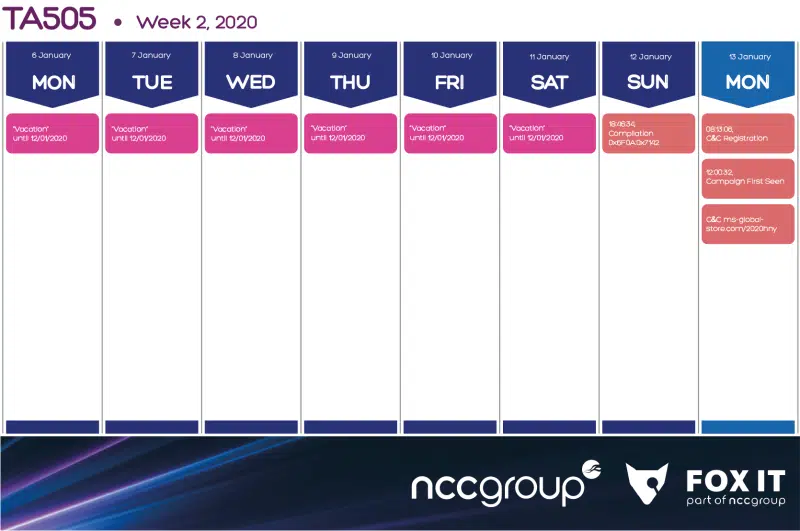 TA505 • Week 2, 2020
6 January
MON
7 January
TUE
8 January
WED
9 January
THU
10 January
FRI
11 January
SAT
12 January
SUN
13 January
MON
"Vacation"
until 12/01/2020
"Vacation"
until 12/01/2020
"Vacation"
until 12/01/2020
"Vacation"
until 12/01/2020
"Vacation"
until 12/01/2020
"Vacation"
until 12/01/2020
18:46:34,
Compilation
0x6F0A:0x7142
08:13:06,
C&C Registration
12:00:32,
Campaign First Seen
C&C ms-global-
store.com/2020hny
nccgroup
FOX IT
part of nccgroup